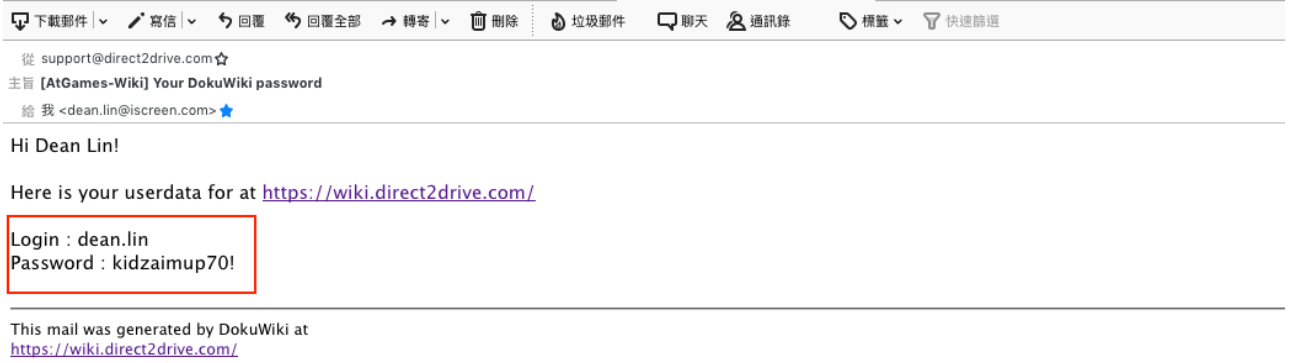 下載郵件 寫信 回覆 回覆全部 轉寄 刪除 垃圾郵件 聊天 通訊錄 標籤 快速篩選
從 support@direct2drive.com
主旨 [AtGames-Wiki] Your DokuWiki password
給 我 <dean.lin@iscreen.com>
Hi Dean Lin!
Here is your userdata for at https://wiki.direct2drive.com/
Login : dean.lin
Password : kidzaimup70!
This mail was generated by DokuWiki at
https://wiki.direct2drive.com/